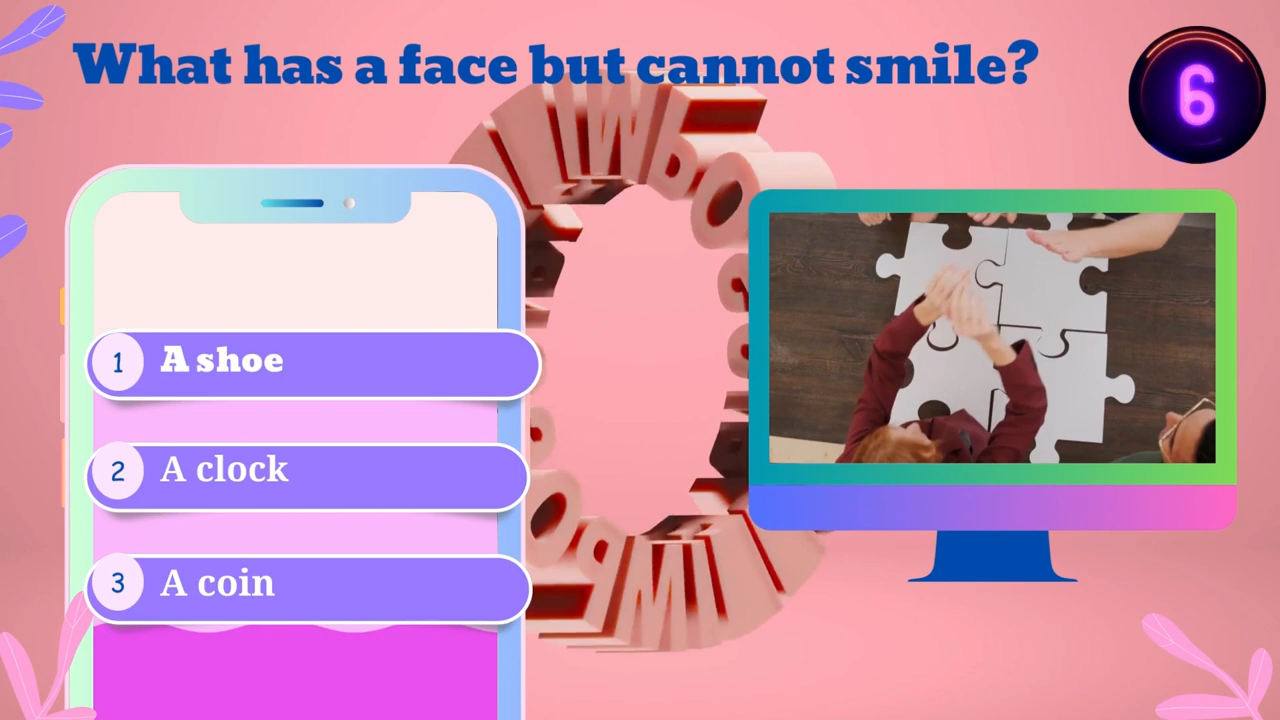 What has a face but cannot smile?
6
1 A shoe
2 A clock
3 A coin